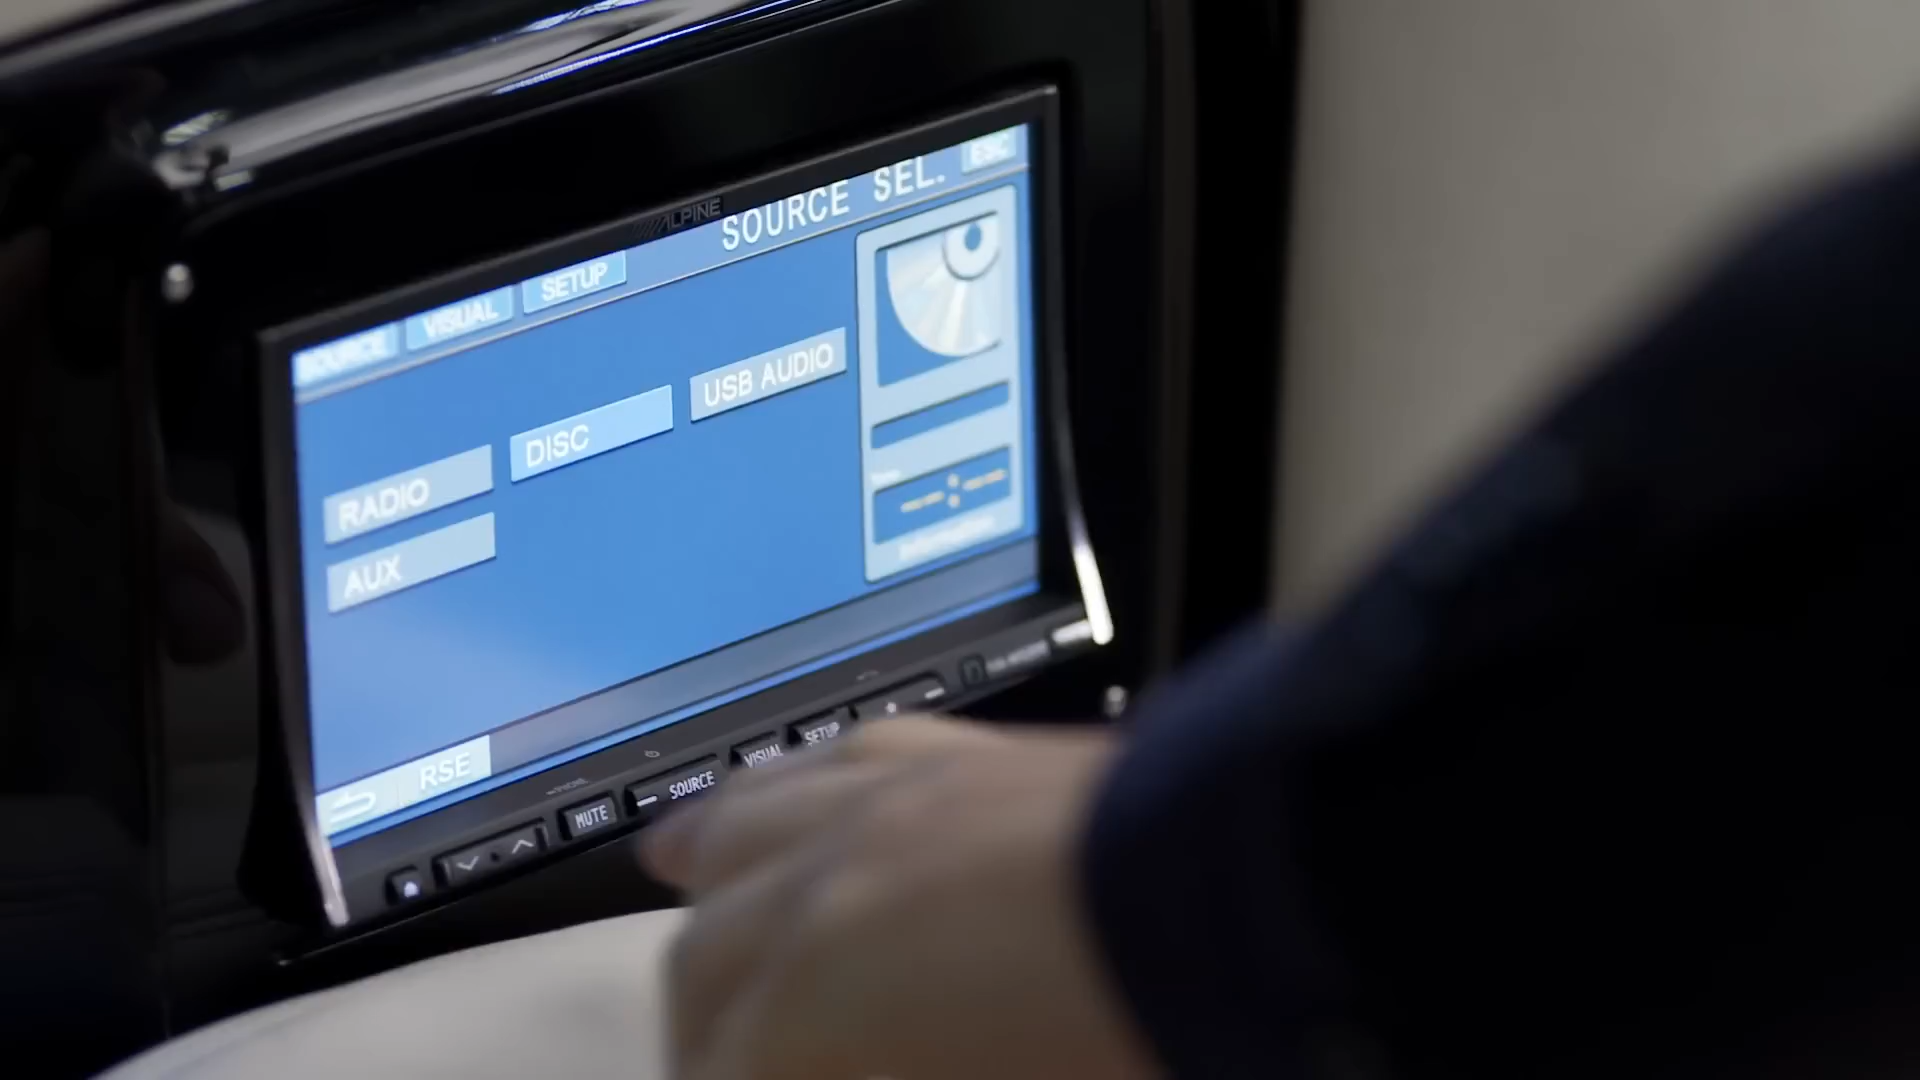 ALPINE
SOURCE SEL.
ESC
SOURCE
VISUAL
SETUP
RADIO
DISC
USB AUDIO
AUX
RSE
MUTE
SOURCE
VISUAL
SETUP